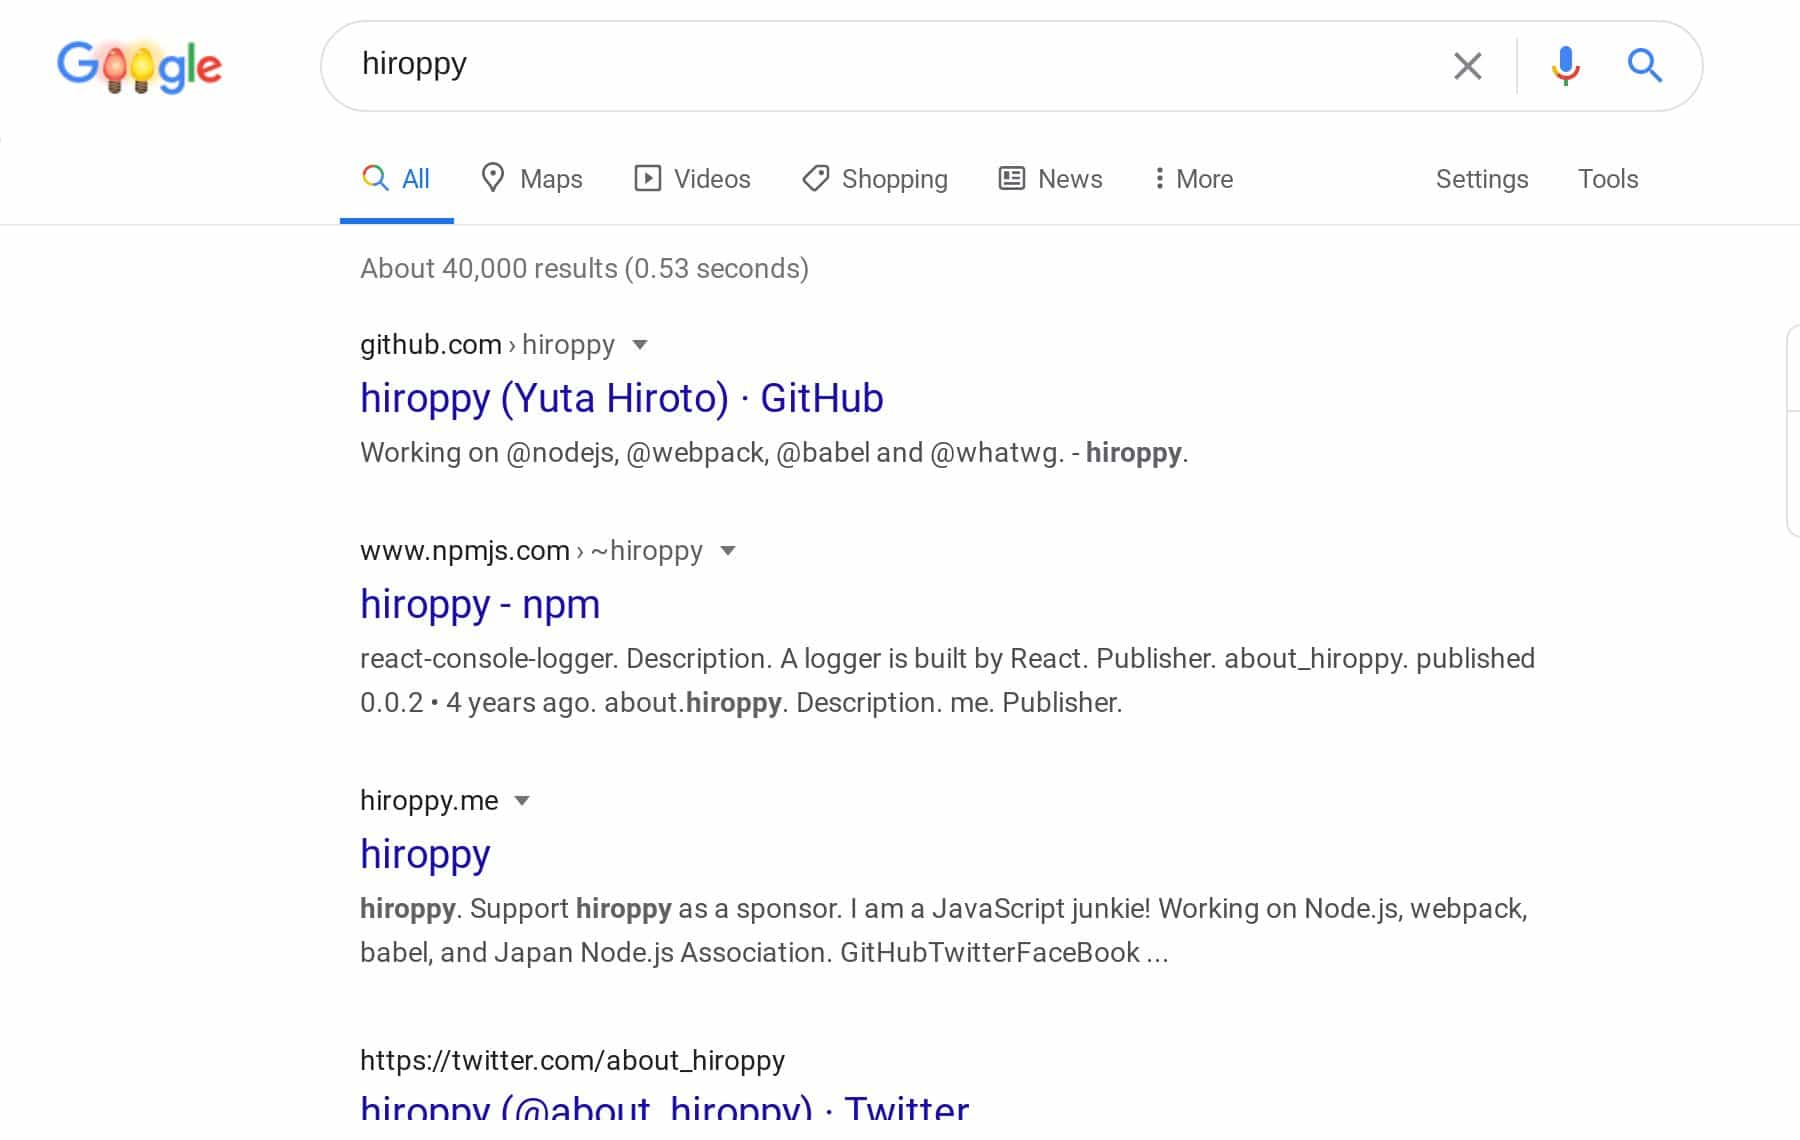 Google
hiroppy
All Maps Videos Shopping News More Settings Tools
About 40,000 results (0.53 seconds)
github.com › hiroppy
hiroppy (Yuta Hiroto) · GitHub
Working on @nodejs, @webpack, @babel and @whatwg. - hiroppy.
www.npmjs.com › ~hiroppy
hiroppy - npm
react-console-logger. Description. A logger is built by React. Publisher. about_hiroppy. published
0.0.2 • 4 years ago. about.hiroppy. Description. me. Publisher.
hiroppy.me
hiroppy
hiroppy. Support hiroppy as a sponsor. I am a JavaScript junkie! Working on Node.js, webpack,
babel, and Japan Node.js Association. GitHubTwitterFaceBook ...
https://twitter.com/about_hiroppy
hiroppy (@about_hiroppy) · Twitter